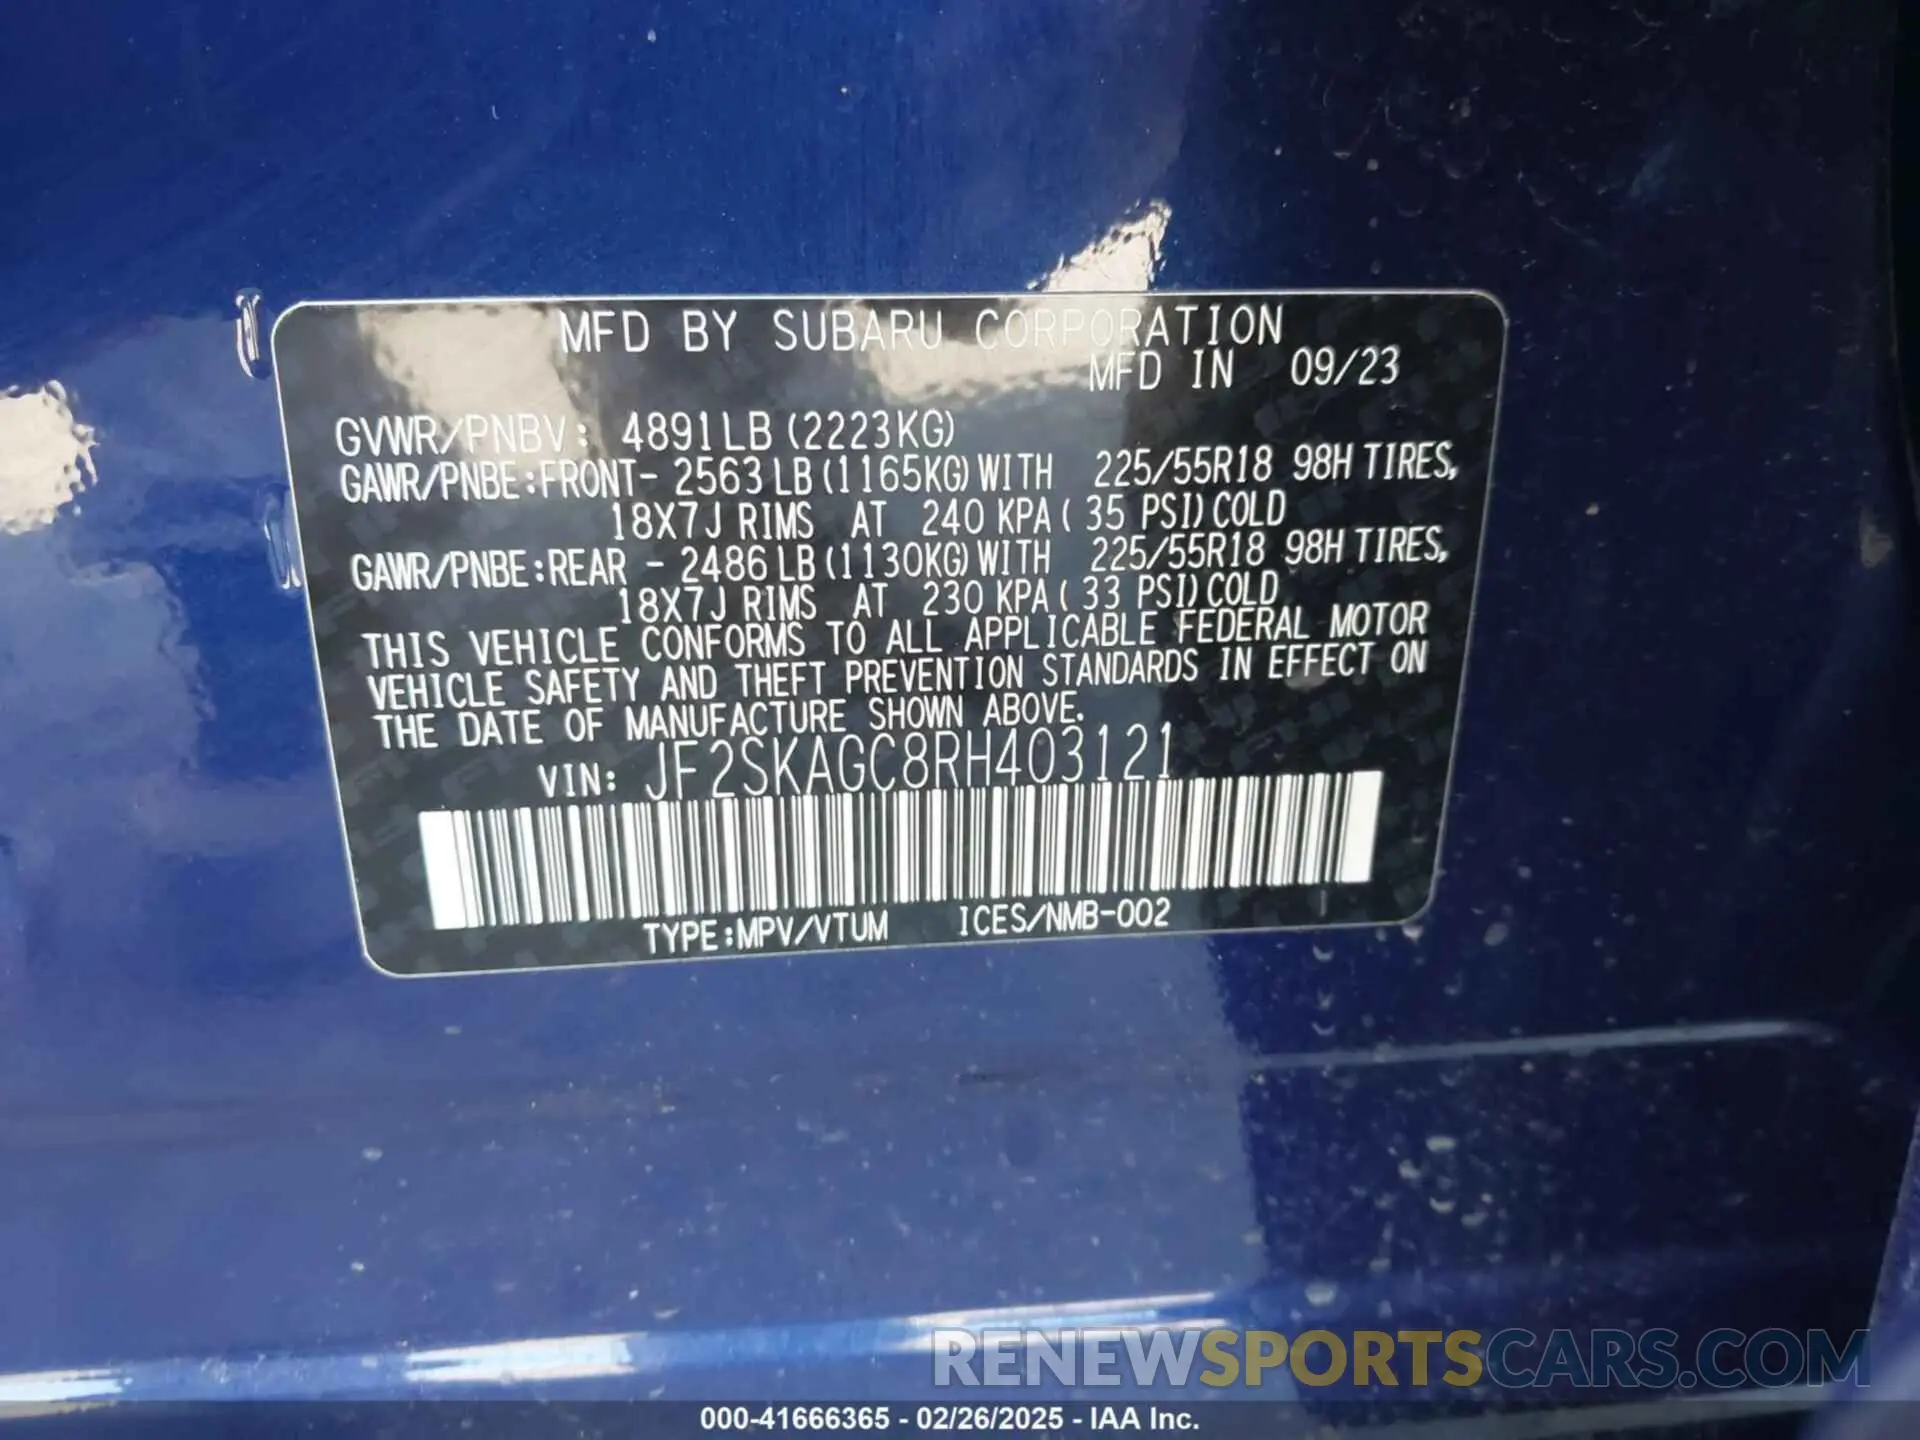 MFD BY SUBARU CORPORATION
MFD IN 09/23
GVWR/PNBV: 4891LB (2223KG)
GAWR/PNBE:FRONT- 2563LB(1165KG)WITH 225/55R18 98H TIRES,
18X7J RIMS AT 240 KPA( 35 PSI)COLD
GAWR/PNBE:REAR - 2486LB(1130KG)WITH 225/55R18 98H TIRES,
18X7J RIMS AT 230 KPA( 33 PSI)COLD
THIS VEHICLE CONFORMS TO ALL APPLICABLE FEDERAL MOTOR
VEHICLE SAFETY AND THEFT PREVENTION STANDARDS IN EFFECT ON
THE DATE OF MANUFACTURE SHOWN ABOVE.
VIN: JF2SKAGC8RH403121
TYPE:MPV/VTUM ICES/NMB-002
RENEWSPORTSCARS.COM
000-41666365 - 02/26/2025 - IAA Inc.